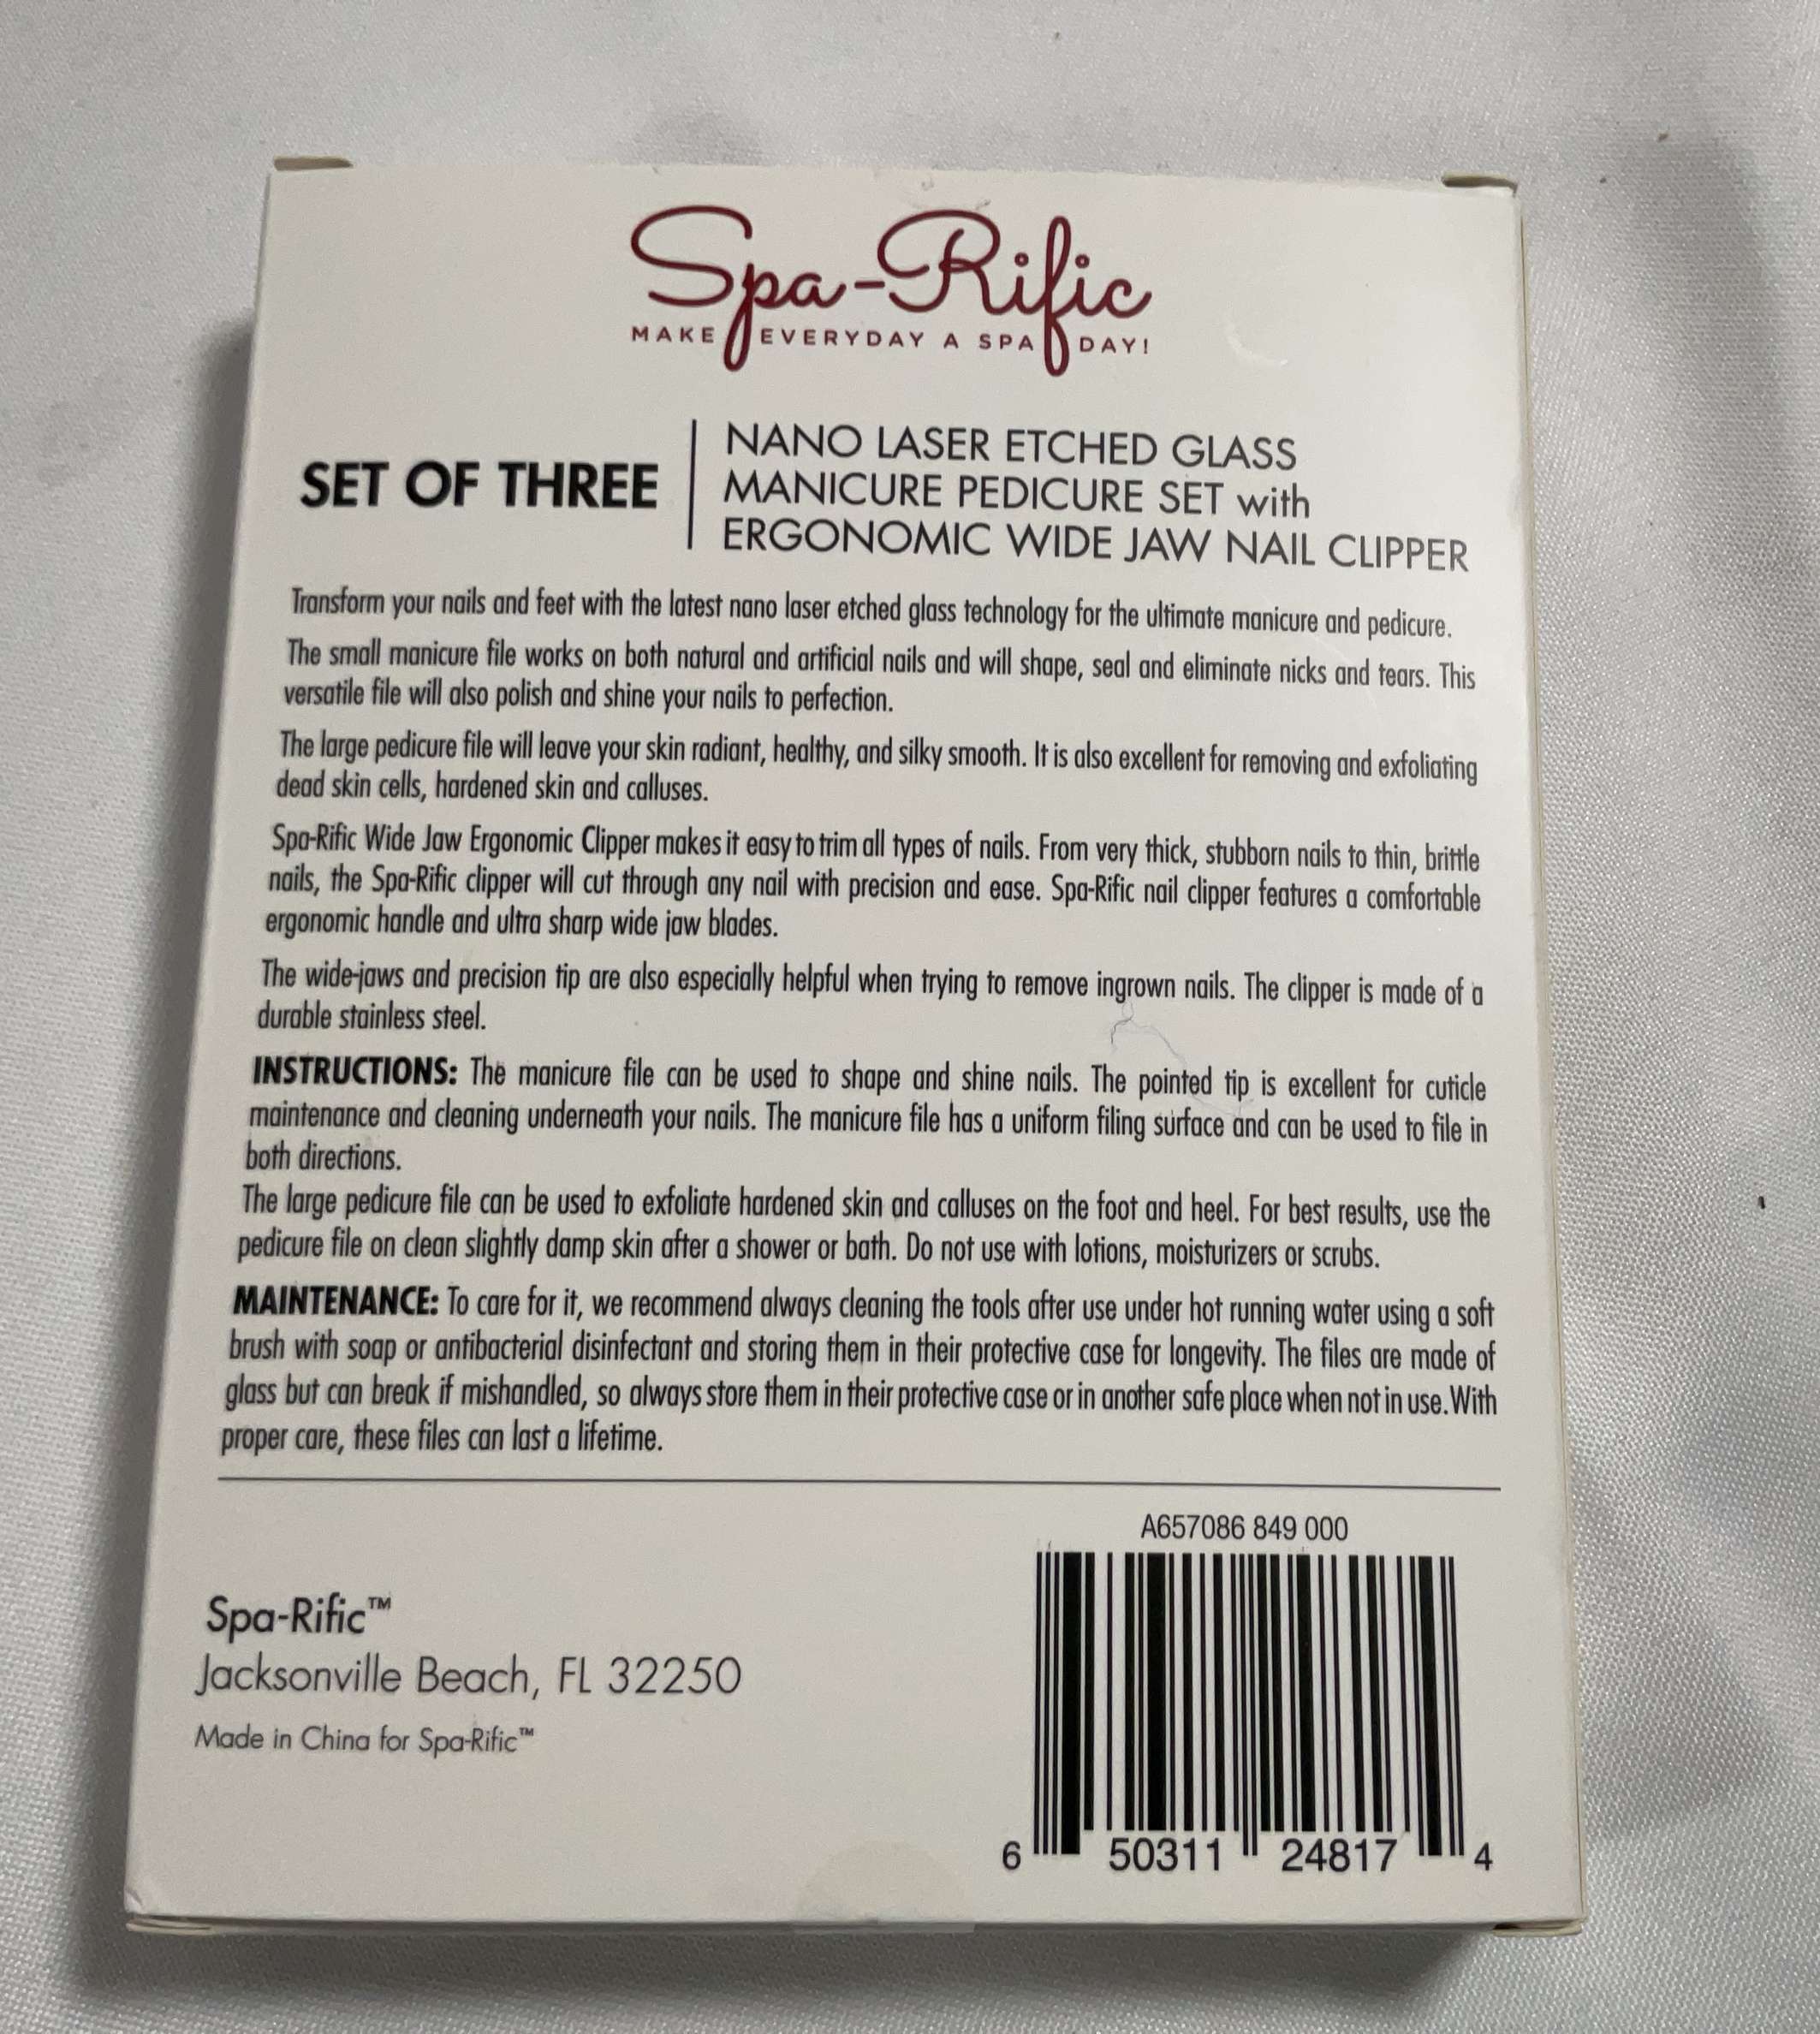 Spa-Rific
MAKE EVERYDAY A SPA DAY!
SET OF THREE
NANO LASER ETCHED GLASS
MANICURE PEDICURE SET with
ERGONOMIC WIDE JAW NAIL CLIPPER
Transform your nails and feet with the latest nano laser etched glass technology for the ultimate manicure and pedicure.
The small manicure file works on both natural and artificial nails and will shape, seal and eliminate nicks and tears. This
versatile file will also polish and shine your nails to perfection.
The large pedicure file will leave your skin radiant, healthy, and silky smooth. It is also excellent for removing and exfoliating
dead skin cells, hardened skin and calluses.
Spa-Rific Wide Jaw Ergonomic Clipper makes it easy to trim all types of nails. From very thick, stubborn nails to thin, brittle
nails, the Spa-Rific clipper will cut through any nail with precision and ease. Spa-Rific nail clipper features a comfortable
ergonomic handle and ultra sharp wide jaw blades.
The wide-jaws and precision tip are also especially helpful when trying to remove ingrown nails. The clipper is made of a
durable stainless steel.
INSTRUCTIONS: The manicure file can be used to shape and shine nails. The pointed tip is excellent for cuticle
maintenance and cleaning underneath your nails. The manicure file has a uniform filing surface and can be used to file in
both directions.
The large pedicure file can be used to exfoliate hardened skin and calluses on the foot and heel. For best results, use the
pedicure file on clean slightly damp skin after a shower or bath. Do not use with lotions, moisturizers or scrubs.
MAINTENANCE: To care for it, we recommend always cleaning the tools after use under hot running water using a soft
brush with soap or antibacterial disinfectant and storing them in their protective case for longevity. The files are made of
glass but can break if mishandled, so always store them in their protective case or in another safe place when not in use. With
proper care, these files can last a lifetime.
Spa-Rific™
Jacksonville Beach, FL 32250
Made in China for Spa-Rific™
A657086 849 000
6 50311 24817 4